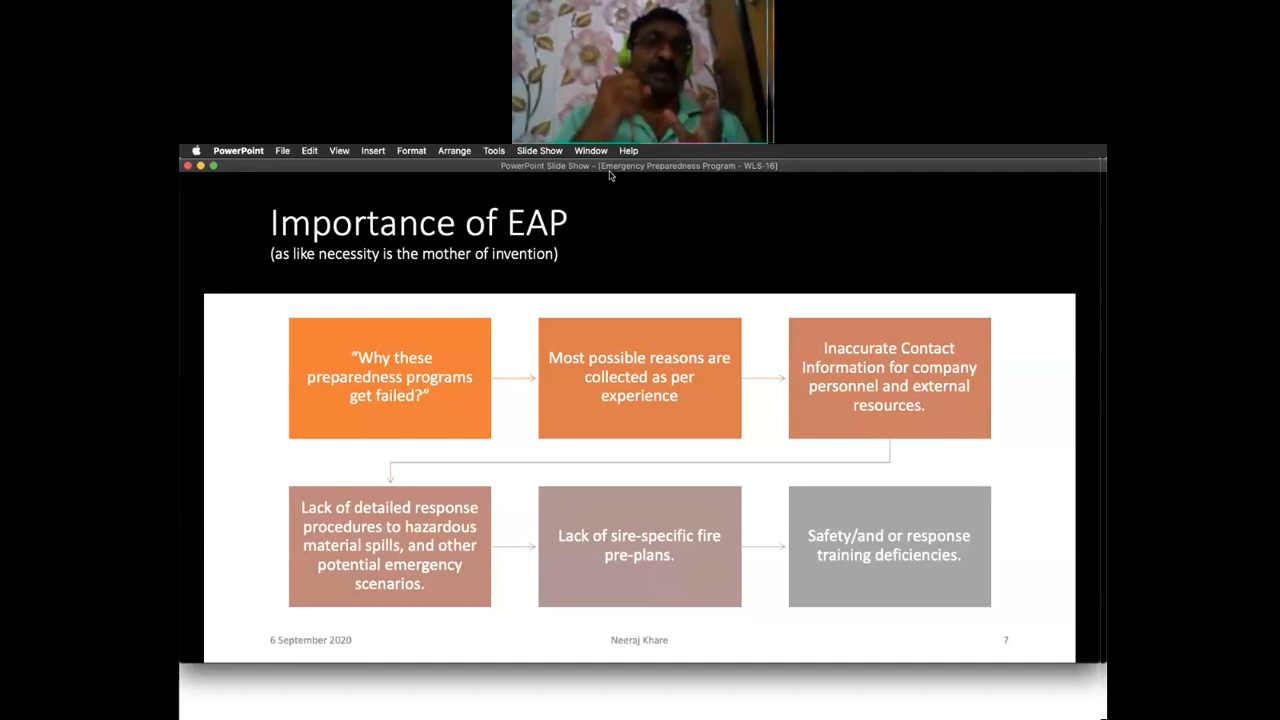 PowerPoint File Edit View Insert Format Arrange Tools Slide Show Window Help
PowerPoint Slide Show – [Emergency Preparedness Program - WLS-16]
Importance of EAP
(as like necessity is the mother of invention)
“Why these
preparedness programs
get failed?”
Most possible reasons are
collected as per
experience
Inaccurate Contact
Information for company
personnel and external
resources.
Lack of detailed response
procedures to hazardous
material spills, and other
potential emergency
scenarios.
Lack of sire-specific fire
pre-plans.
Safety/and or response
training deficiencies.
6 September 2020
Neeraj Khare
7